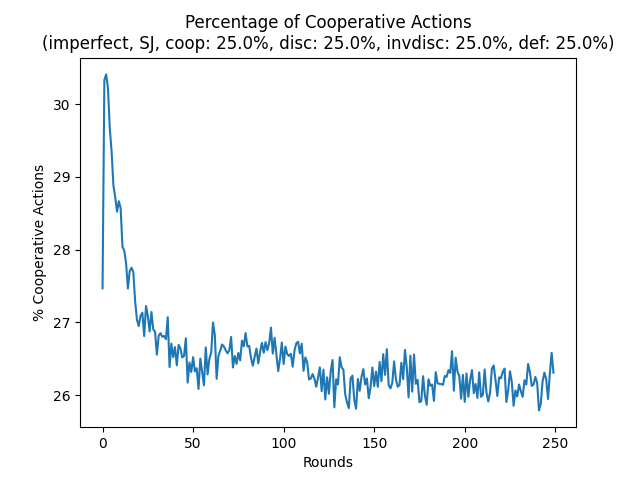 Percentage of Cooperative Actions
(imperfect, SJ, coop: 25.0%, disc: 25.0%, invdisc: 25.0%, def: 25.0%)
% Cooperative Actions
30
29
28
27
26
0 50 100 150 200 250
Rounds